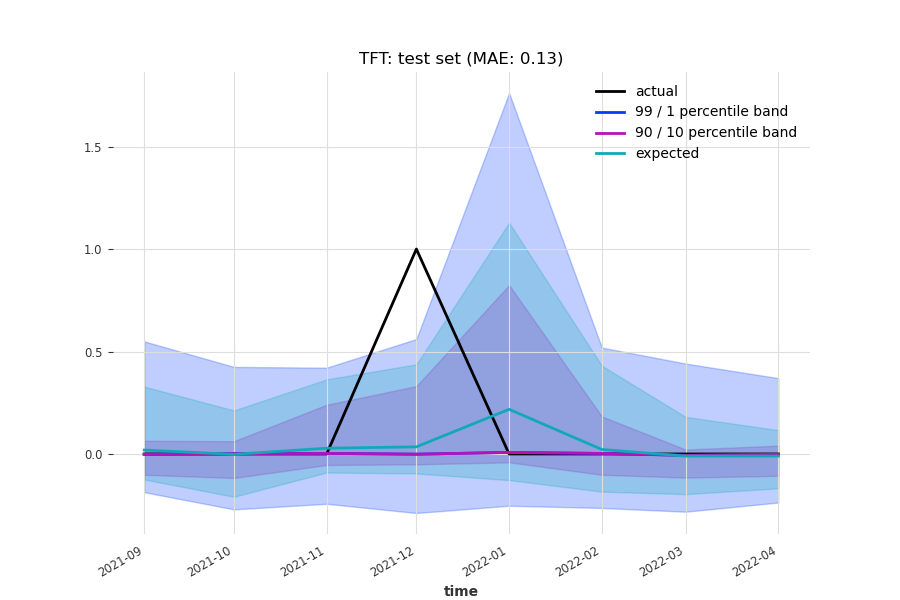 TFT: test set (MAE: 0.13)
actual
99 / 1 percentile band
90 / 10 percentile band
expected
1.5
1.0
0.5
0.0
2021-09
2021-10
2021-11
2021-12
2022-01
2022-02
2022-03
2022-04
time